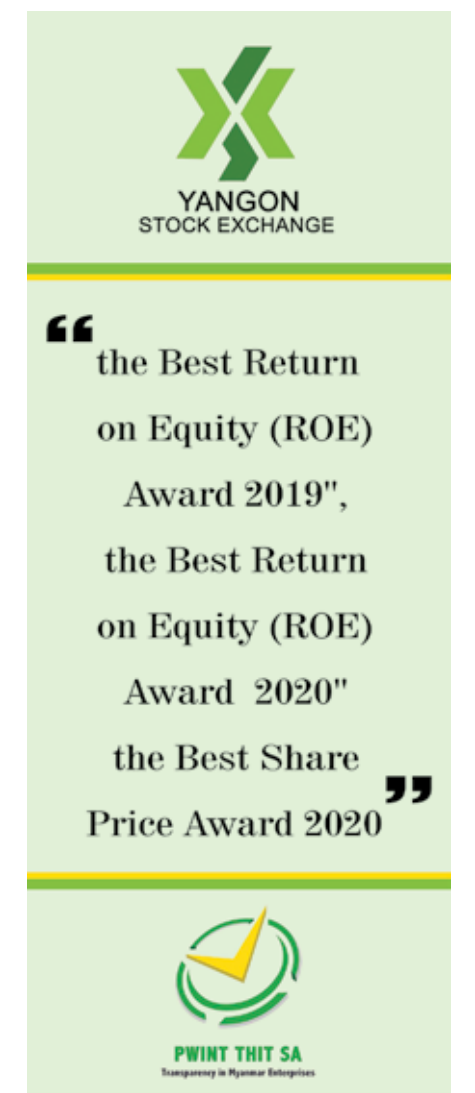 YANGON
STOCK EXCHANGE
“
the Best Return
on Equity (ROE)
Award 2019",
the Best Return
on Equity (ROE)
Award 2020"
the Best Share
Price Award 2020”
PWINT THIT SA
Transparency in Myanmar Enterprises